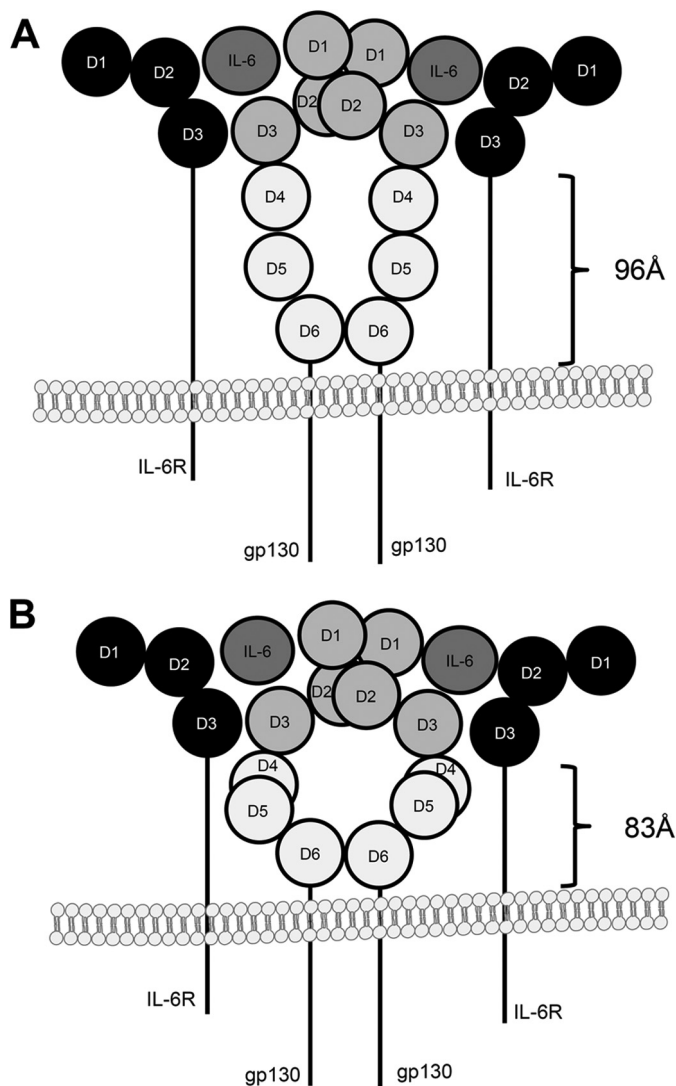 A
D1 D2 IL-6 D1 D1 IL-6 D2 D1
D3 D3 D2 D2 D3 D3
D4 D4
D5 D5
96Å
D6 D6
IL-6R IL-6R
gp130 gp130
B
D1 D2 IL-6 D1 D1 IL-6 D2 D1
D3 D3 D2 D2 D3 D3
D4 D4
D5 D5
83Å
D6 D6
IL-6R IL-6R
gp130 gp130